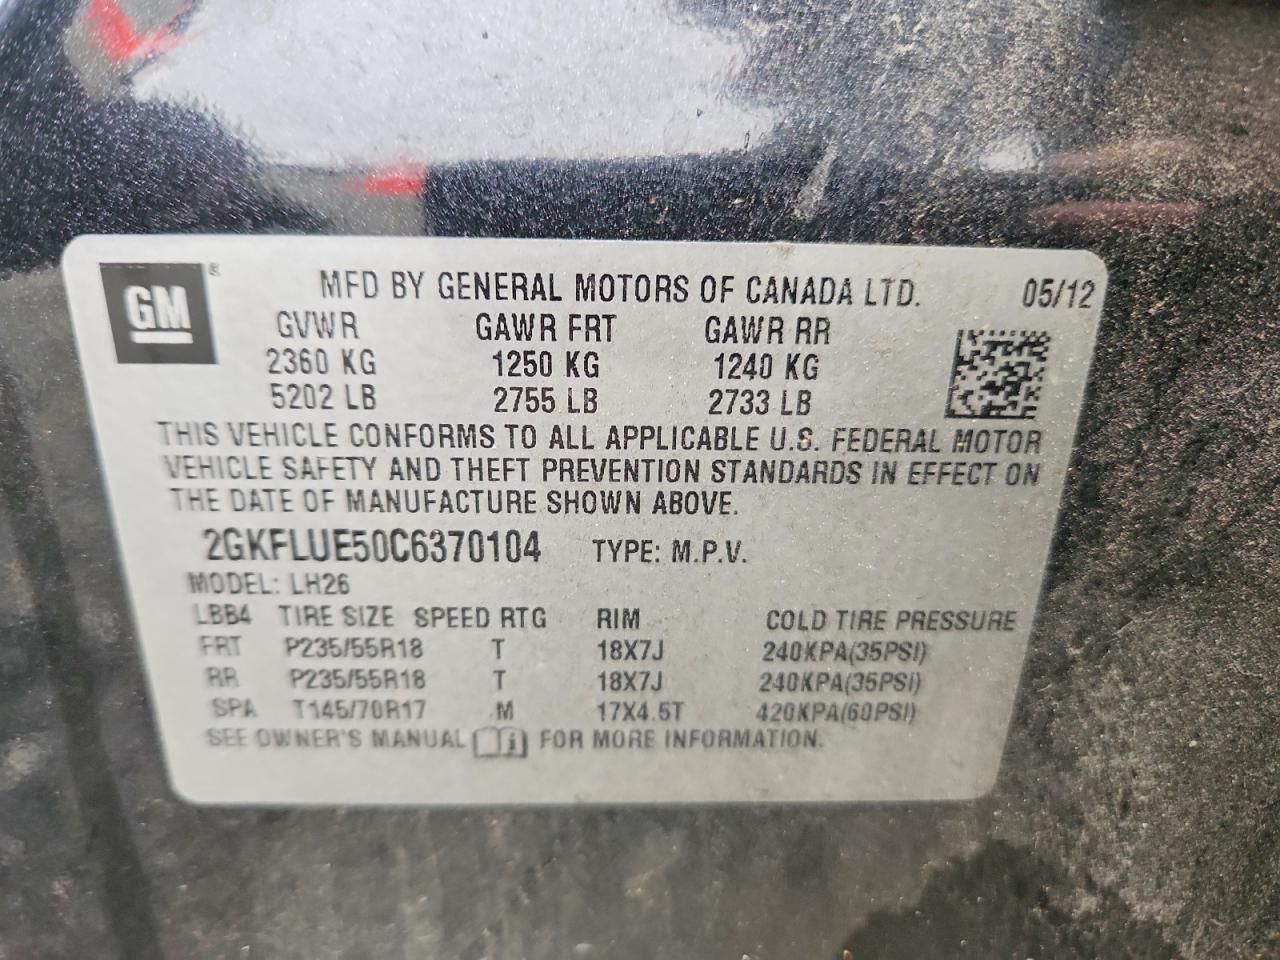 GM®
MFD BY GENERAL MOTORS OF CANADA LTD. 05/12
GVWR GAWR FRT GAWR RR
2360 KG 1250 KG 1240 KG
5202 LB 2755 LB 2733 LB
THIS VEHICLE CONFORMS TO ALL APPLICABLE U.S. FEDERAL MOTOR
VEHICLE SAFETY AND THEFT PREVENTION STANDARDS IN EFFECT ON
THE DATE OF MANUFACTURE SHOWN ABOVE.
2GKFLUE50C6370104 TYPE: M.P.V.
MODEL: LH26
LBB4 TIRE SIZE SPEED RTG RIM COLD TIRE PRESSURE
FRT P235/55R18 T 18X7J 240KPA(35PSI)
RR P235/55R18 T 18X7J 240KPA(35PSI)
SPA T145/70R17 M 17X4.5T 420KPA(60PSI)
SEE OWNER'S MANUAL i FOR MORE INFORMATION.